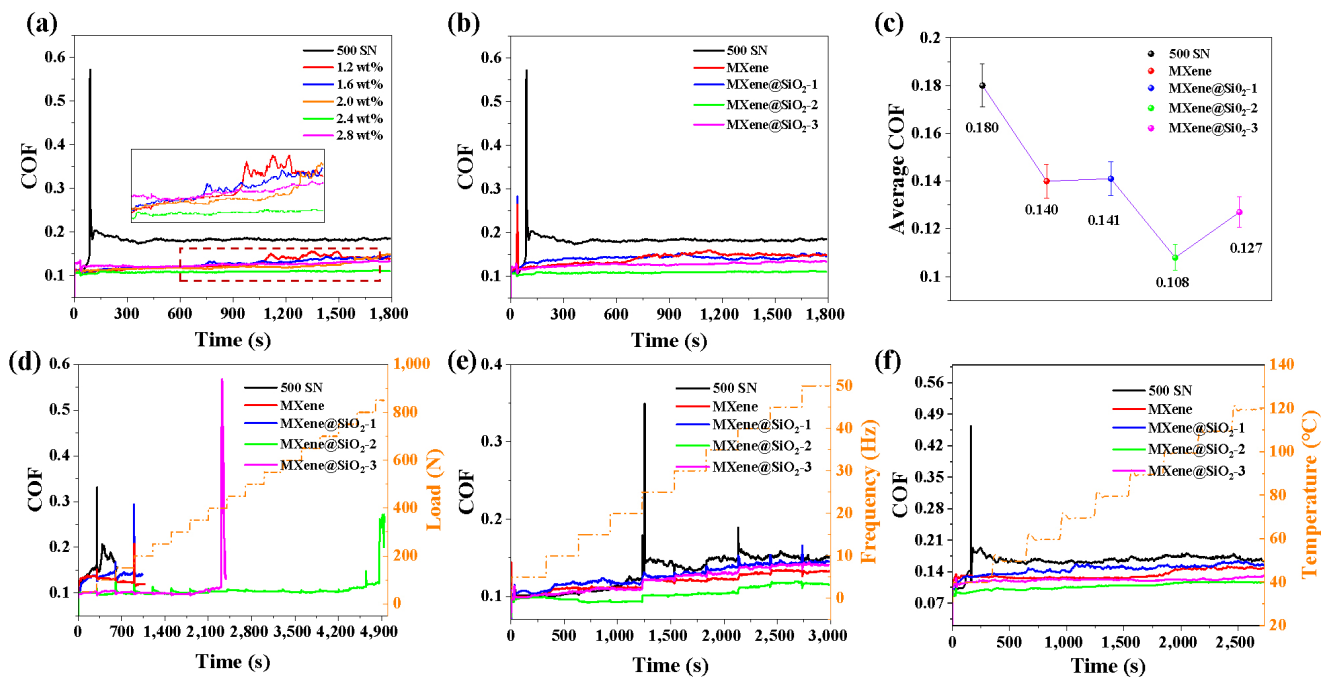 (a)
COF
0.6
0.5
0.4
0.3
0.2
0.1
500 SN
1.2 wt%
1.6 wt%
2.0 wt%
2.4 wt%
2.8 wt%
0 300 600 900 1,200 1,500 1,800
Time (s)
(b)
COF
0.6
0.5
0.4
0.3
0.2
0.1
500 SN
MXene
MXene@SiO₂-1
MXene@SiO₂-2
MXene@SiO₂-3
0 300 600 900 1,200 1,500 1,800
Time (s)
(c)
Average COF
0.2
0.18
0.16
0.14
0.12
0.1
500 SN
MXene
MXene@SiO₂-1
MXene@SiO₂-2
MXene@SiO₂-3
0.180
0.140
0.141
0.108
0.127
(d)
COF
0.6
0.5
0.4
0.3
0.2
0.1
500 SN
MXene
MXene@SiO₂-1
MXene@SiO₂-2
MXene@SiO₂-3
1,000
800
600
400
200
0
Load (N)
0 700 1,400 2,100 2,800 3,500 4,200 4,900
Time (s)
(e)
COF
0.4
0.3
0.2
0.1
500 SN
MXene
MXene@SiO₂-1
MXene@SiO₂-2
MXene@SiO₂-3
50
40
30
20
10
0
Frequency (Hz)
0 500 1,000 1,500 2,000 2,500 3,000
Time (s)
(f)
COF
0.56
0.49
0.42
0.35
0.28
0.21
0.14
0.07
500 SN
MXene
MXene@SiO₂-1
MXene@SiO₂-2
MXene@SiO₂-3
140
120
100
80
60
40
20
Temperature (°C)
0 500 1,000 1,500 2,000 2,500
Time (s)